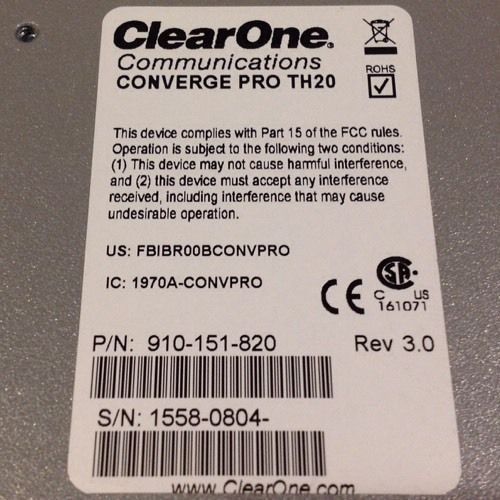 ClearOne.
Communications
CONVERGE PRO TH20
ROHS
This device complies with Part 15 of the FCC rules.
Operation is subject to the following two conditions:
(1) This device may not cause harmful interference,
and (2) this device must accept any interference
received, including interference that may cause
undesirable operation.
US: FBIBR00BCONVPRO
IC: 1970A-CONVPRO
CE
SA
C US
161071
P/N: 910-151-820 Rev 3.0
S/N: 1558-0804-
www.ClearOne.com